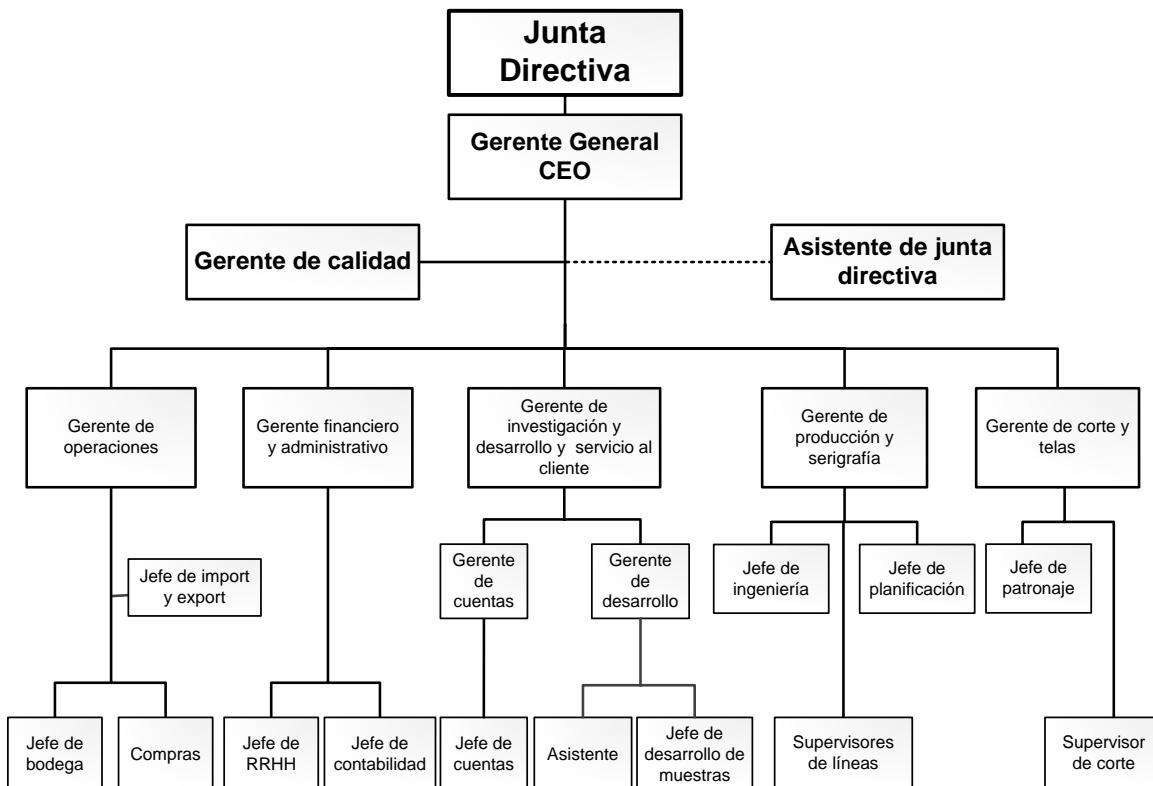 Junta
Directiva
Gerente General
CEO
Gerente de calidad
Asistente de junta
directiva
Gerente de
operaciones
Gerente financiero
y administrativo
Gerente de
investigación y
desarrollo y servicio al
cliente
Gerente de
producción y
serigrafía
Gerente de corte y
telas
Jefe de import
y export
Gerente
de
cuentas
Gerente
de
desarrollo
Jefe de
ingeniería
Jefe de
planificación
Jefe de
patronaje
Jefe de
bodega
Compras
Jefe de
RRHH
Jefe de
contabilidad
Jefe de
cuentas
Asistente
Jefe de
desarrollo de
muestras
Supervisores
de líneas
Supervisor
de corte